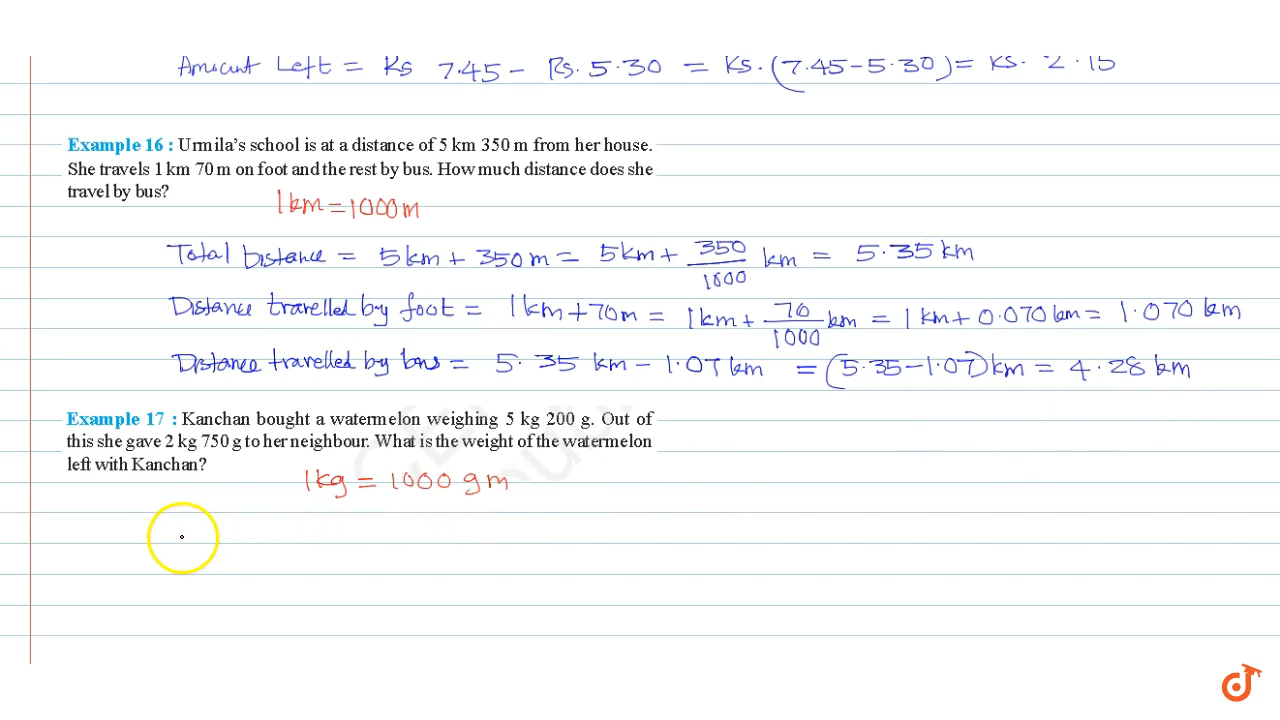 Amount Left = Rs 7.45 – Rs. 5.30 = Rs. (7.45 – 5.30) = Rs. 2.15
Example 16 : Urmila's school is at a distance of 5 km 350 m from her house.
She travels 1 km 70 m on foot and the rest by bus. How much distance does she
travel by bus?
1km = 1000m
Total Distance = 5km + 350m = 5km + 350/1000 km = 5.35 km
Distance travelled by foot = 1km + 70m = 1km + 70/1000 km = 1 km + 0.070 km = 1.070 km
Distance travelled by bus = 5.35 km – 1.07 km = (5.35 – 1.07) km = 4.28 km
Example 17 : Kanchan bought a watermelon weighing 5 kg 200 g. Out of
this she gave 2 kg 750 g to her neighbour. What is the weight of the watermelon
left with Kanchan?
1kg = 1000 gm